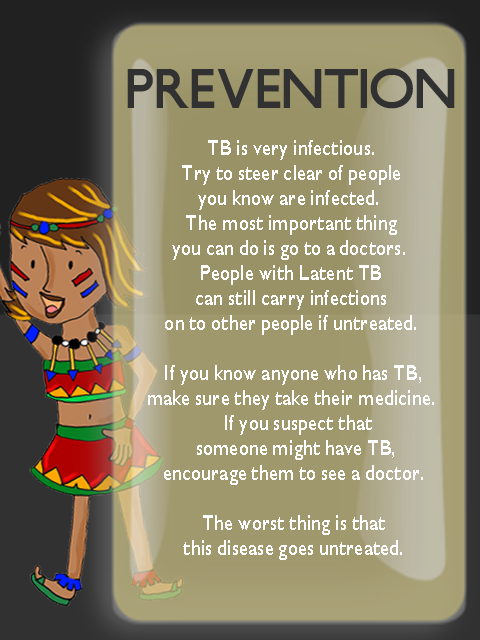 PREVENTION
TB is very infectious.
Try to steer clear of people
you know are infected.
The most important thing
you can do is go to a doctors.
People with Latent TB
can still carry infections
on to other people if untreated.
If you know anyone who has TB,
make sure they take their medicine.
If you suspect that
someone might have TB,
encourage them to see a doctor.
The worst thing is that
this disease goes untreated.